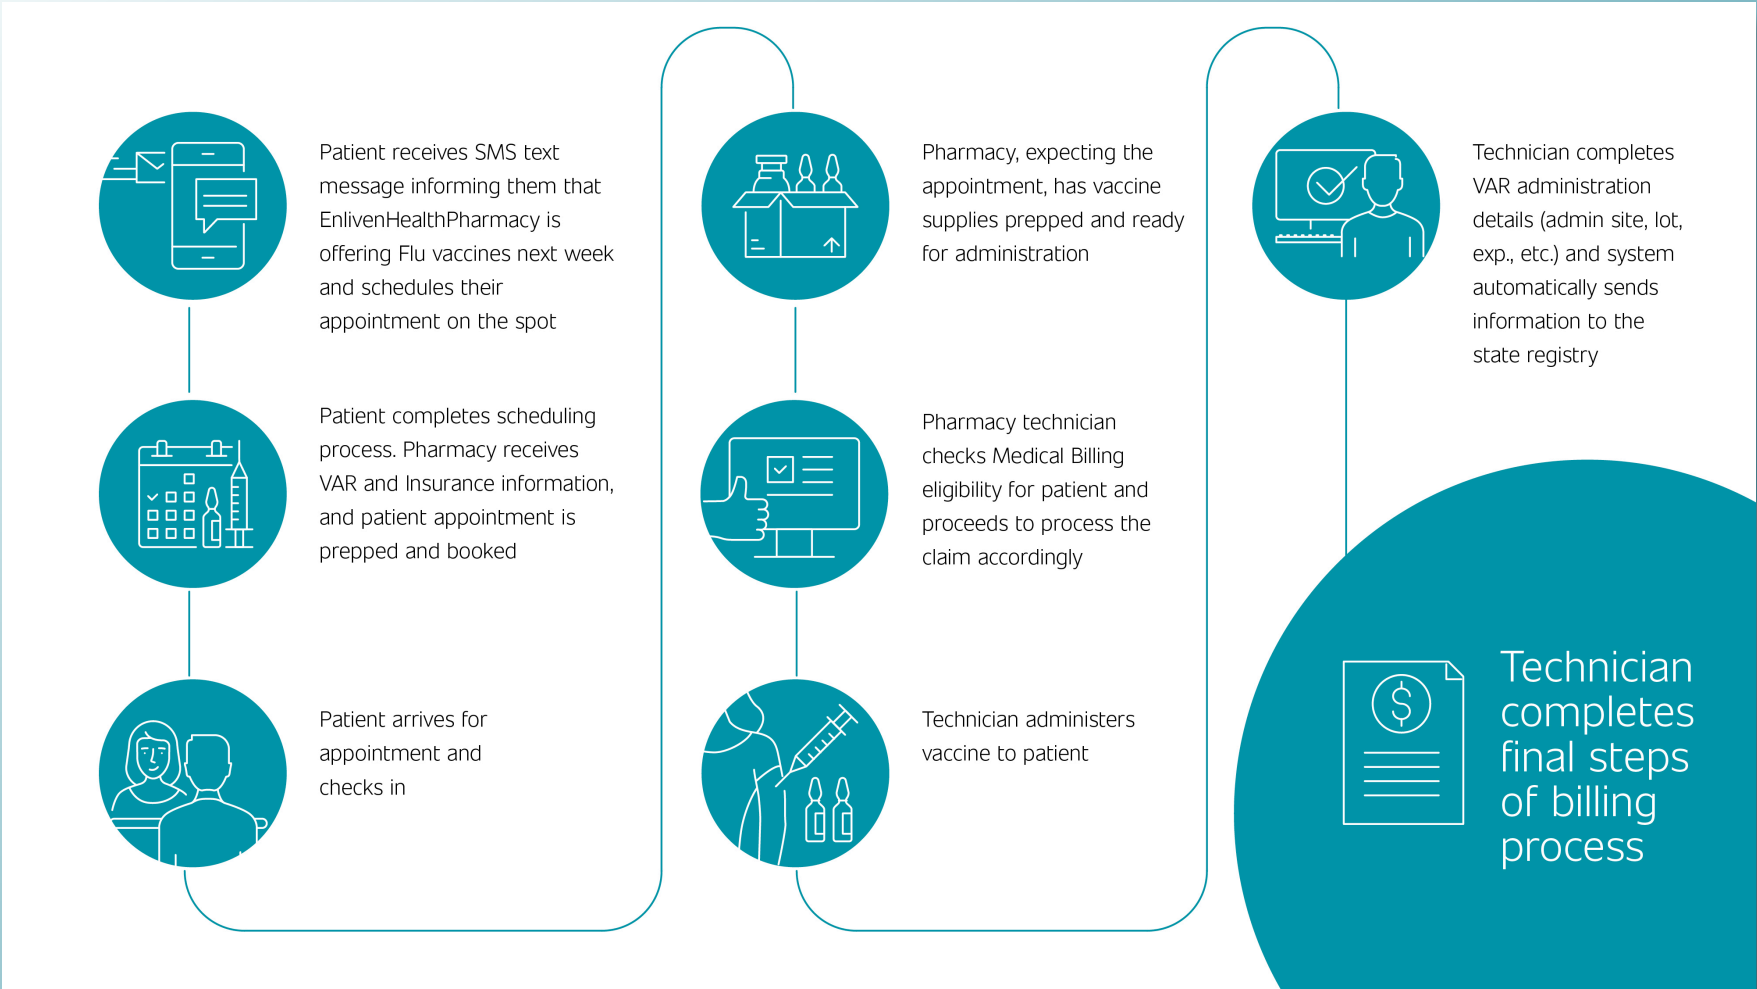 Patient receives SMS text
message informing them that
EnlivenHealthPharmacy is
offering Flu vaccines next week
and schedules their
appointment on the spot
Patient completes scheduling
process. Pharmacy receives
VAR and Insurance information,
and patient appointment is
prepped and booked
Patient arrives for
appointment and
checks in
Pharmacy, expecting the
appointment, has vaccine
supplies prepped and ready
for administration
Pharmacy technician
checks Medical Billing
eligibility for patient and
proceeds to process the
claim accordingly
Technician administers
vaccine to patient
Technician completes
VAR administration
details (admin site, lot,
exp., etc.) and system
automatically sends
information to the
state registry
$
Technician
completes
final steps
of billing
process